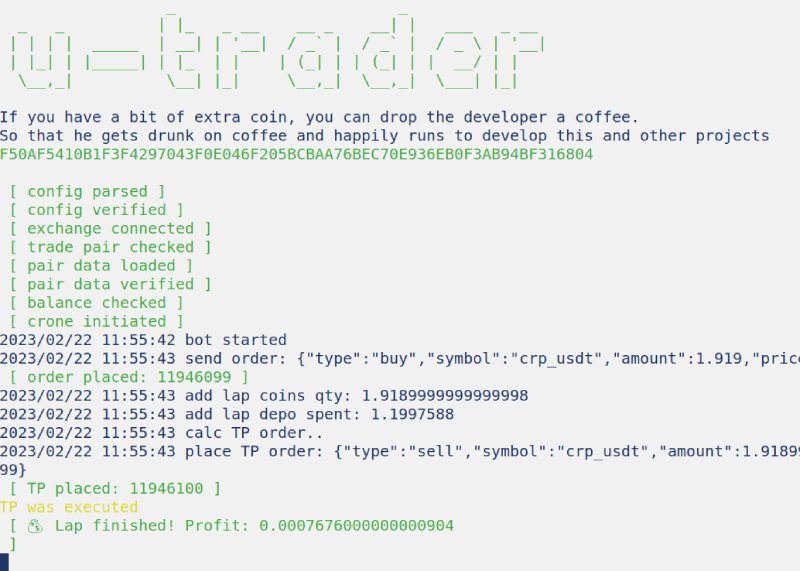 u-trader
If you have a bit of extra coin, you can drop the developer a coffee.
So that he gets drunk on coffee and happily runs to develop this and other projects
F50AF5410B1F3F4297043F0E046F205BCBAA76BEC70E936EB0F3AB94BF316804
[ config parsed ]
[ config verified ]
[ exchange connected ]
[ trade pair checked ]
[ pair data loaded ]
[ pair data verified ]
[ balance checked ]
[ crone initiated ]
2023/02/22 11:55:42 bot started
2023/02/22 11:55:43 send order: {"type":"buy","symbol":"crp_usdt","amount":1.919,"price
[ order placed: 11946099 ]
2023/02/22 11:55:43 add lap coins qty: 1.9189999999999998
2023/02/22 11:55:43 add lap depo spent: 1.1997588
2023/02/22 11:55:43 calc TP order..
2023/02/22 11:55:43 place TP order: {"type":"sell","symbol":"crp_usdt","amount":1.91899
99}
[ TP placed: 11946100 ]
TP was executed
[ 💰 Lap finished! Profit: 0.0007676000000000904
]